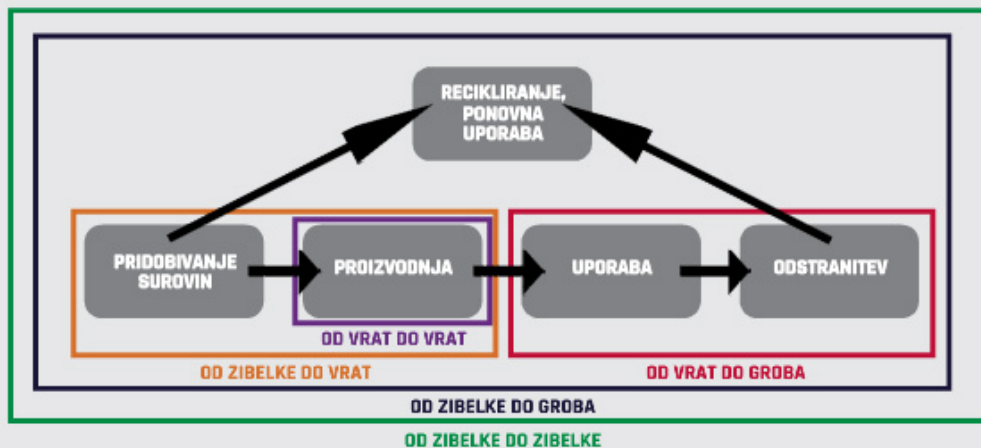 RECIKLIRANJE,
PONOVNA
UPORABA
PRIDOBIVANJE
SUROVIN
PROIZVODNJA
UPORABA
ODSTRANITEV
OD VRAT DO VRAT
OD ZIBELKE DO VRAT
OD VRAT DO GROBA
OD ZIBELKE DO GROBA
OD ZIBELKE DO ZIBELKE